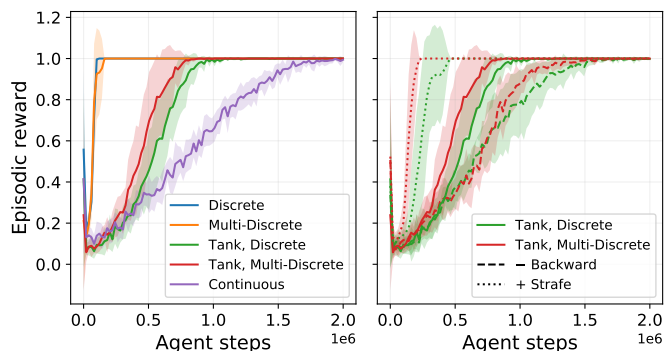 Episodic reward
1.2
1.0
0.8
0.6
0.4
0.2
0.0
Discrete
Multi-Discrete
Tank, Discrete
Tank, Multi-Discrete
Continuous
0.0 0.5 1.0 1.5 2.0
1e6
Agent steps
Tank, Discrete
Tank, Multi-Discrete
− Backward
+ Strafe
0.0 0.5 1.0 1.5 2.0
1e6
Agent steps